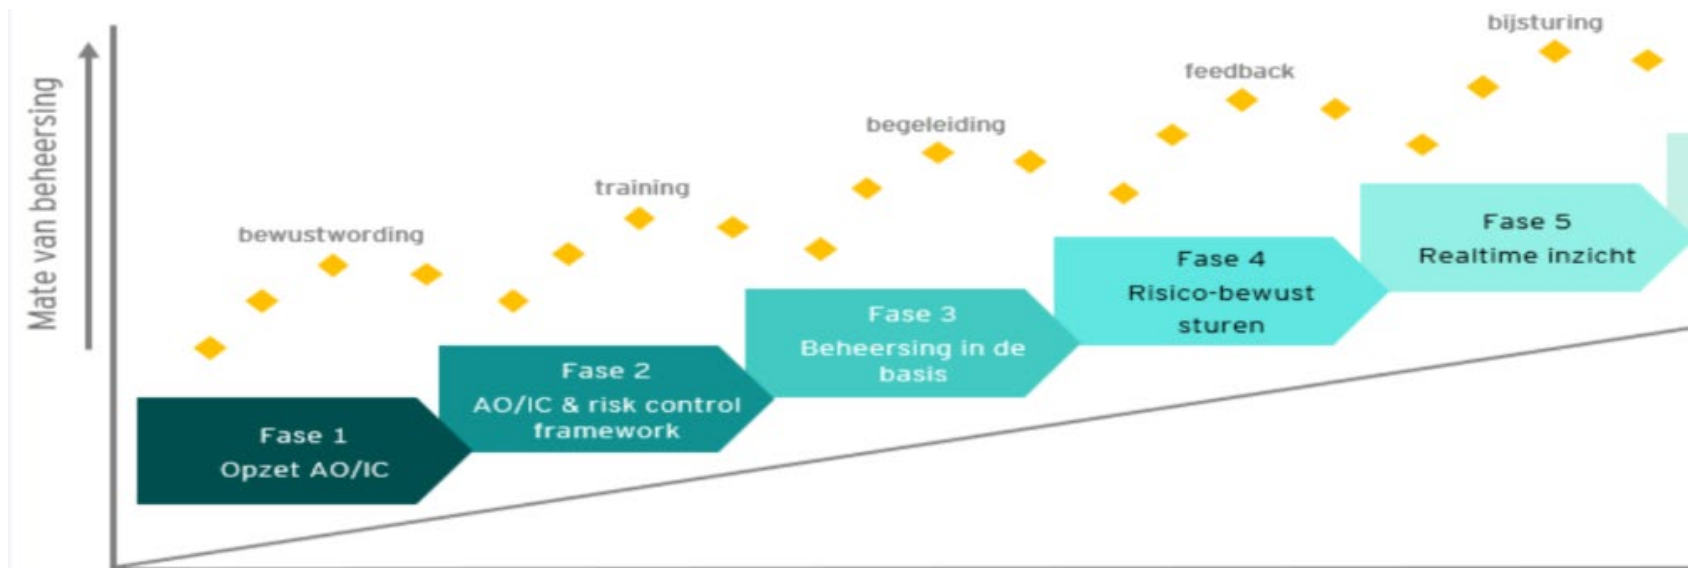 Mate van beheersing
bewustwording
training
begeleiding
feedback
bijsturing
Fase 1
Opzet AO/IC
Fase 2
AO/IC & risk control
framework
Fase 3
Beheersing in de
basis
Fase 4
Risico-bewust
sturen
Fase 5
Realtime inzicht